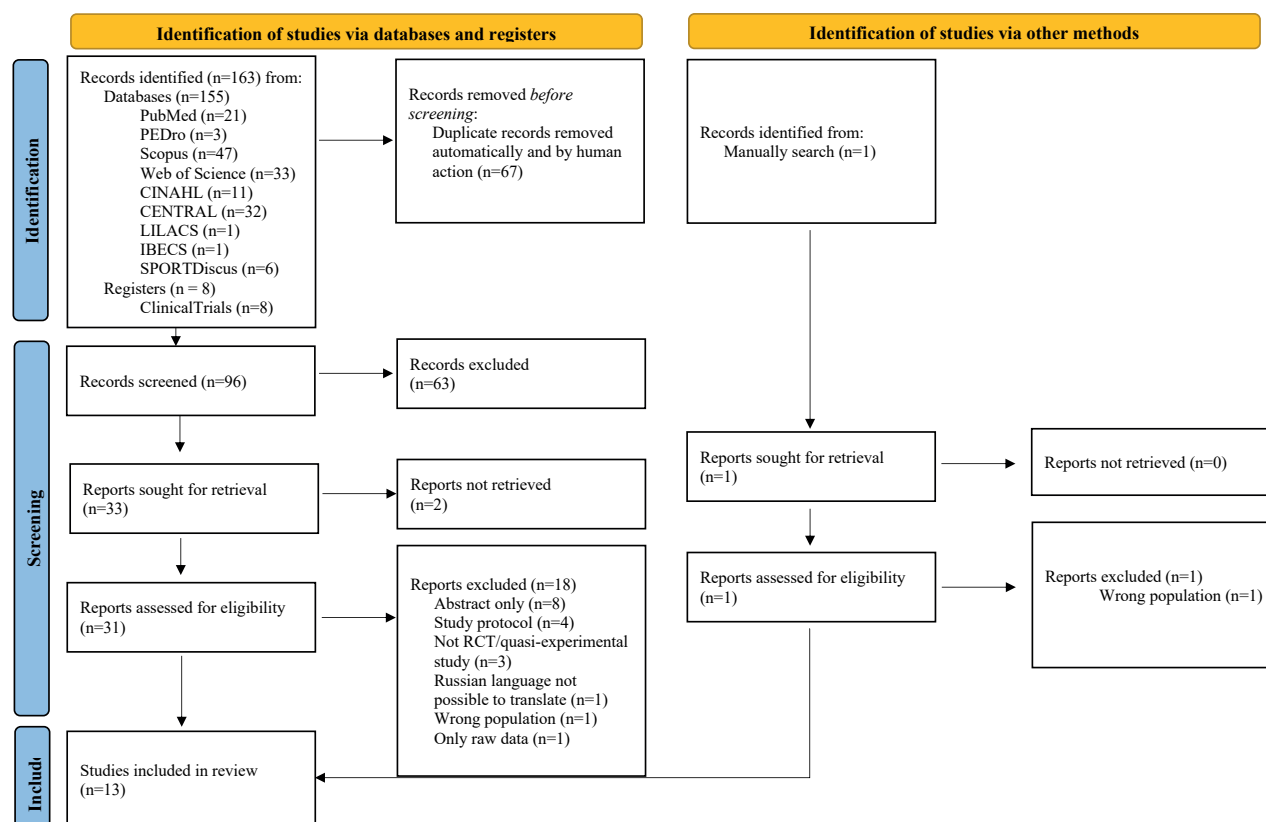 Identification of studies via databases and registers
Identification of studies via other methods
Identification
Records identified (n=163) from:
Databases (n=155)
PubMed (n=21)
PEDro (n=3)
Scopus (n=47)
Web of Science (n=33)
CINAHL (n=11)
CENTRAL (n=32)
LILACS (n=1)
IBECS (n=1)
SPORTDiscus (n=6)
Registers (n = 8)
ClinicalTrials (n=8)
Records removed before
screening:
Duplicate records removed
automatically and by human
action (n=67)
Records identified from:
Manually search (n=1)
Screening
Records screened (n=96)
Records excluded
(n=63)
Reports sought for retrieval
(n=33)
Reports not retrieved
(n=2)
Reports sought for retrieval
(n=1)
Reports not retrieved (n=0)
Reports assessed for eligibility
(n=31)
Reports excluded (n=18)
Abstract only (n=8)
Study protocol (n=4)
Not RCT/quasi-experimental
study (n=3)
Russian language not
possible to translate (n=1)
Wrong population (n=1)
Only raw data (n=1)
Reports assessed for eligibility
(n=1)
Reports excluded (n=1)
Wrong population (n=1)
Includ
Studies included in review
(n=13)